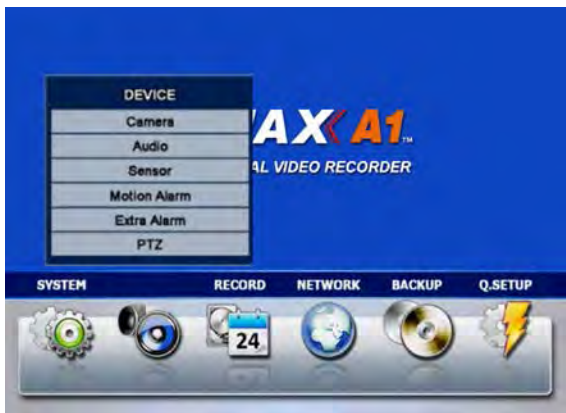 DEVICE
Camera
Audio
Sensor
Motion Alarm
Extra Alarm
PTZ
AX A1 TM
AL VIDEO RECORDER
SYSTEM RECORD NETWORK BACKUP Q.SETUP
24